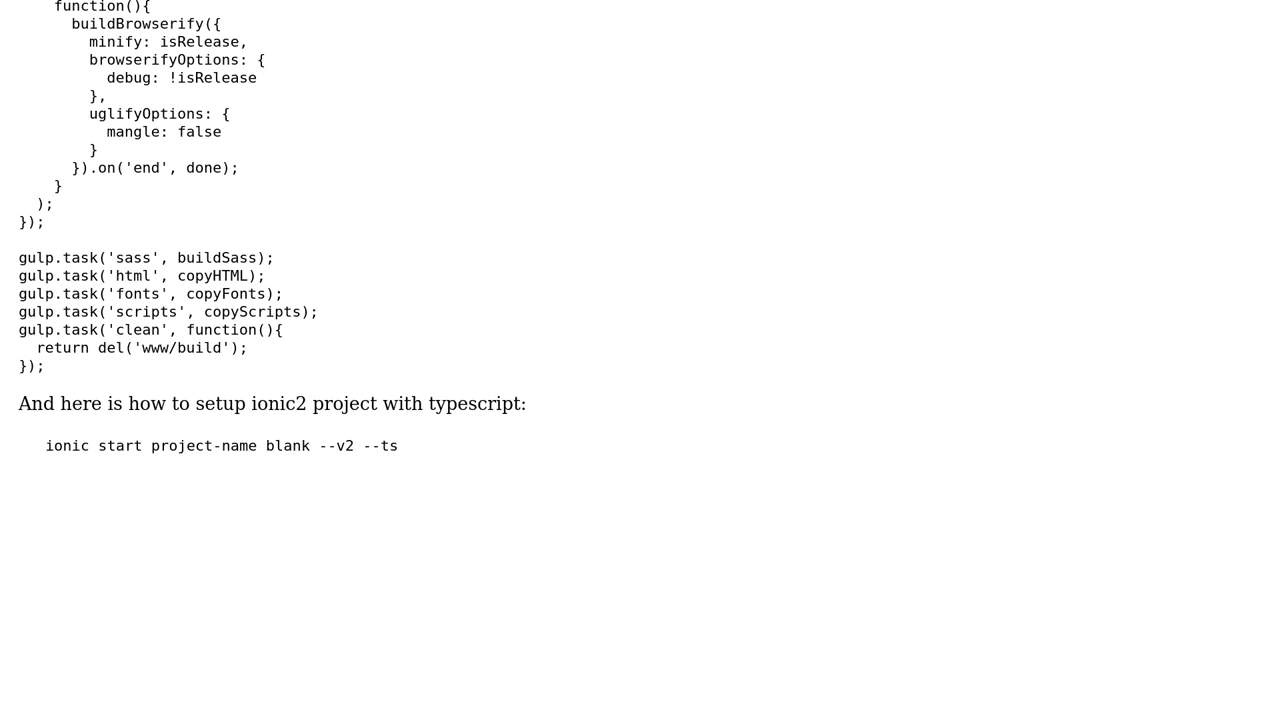 function(){
      buildBrowserify({
        minify: isRelease,
        browserifyOptions: {
          debug: !isRelease
        },
        uglifyOptions: {
          mangle: false
        }
      }).on('end', done);
    }
  );
});

gulp.task('sass', buildSass);
gulp.task('html', copyHTML);
gulp.task('fonts', copyFonts);
gulp.task('scripts', copyScripts);
gulp.task('clean', function(){
  return del('www/build');
});
And here is how to setup ionic2 project with typescript:
   ionic start project-name blank --v2 --ts